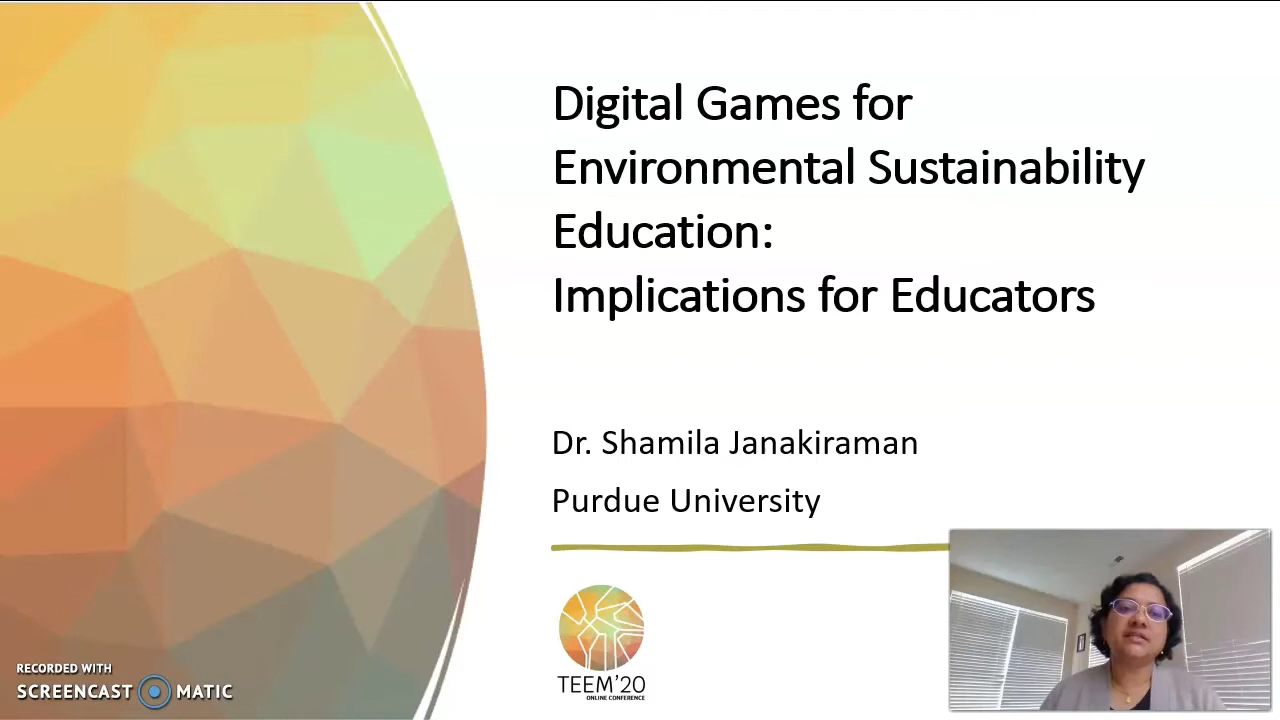 Digital Games for
Environmental Sustainability
Education:
Implications for Educators
Dr. Shamila Janakiraman
Purdue University
TEEM'20
ONLINE CONFERENCE
RECORDED WITH
SCREENCAST MATIC